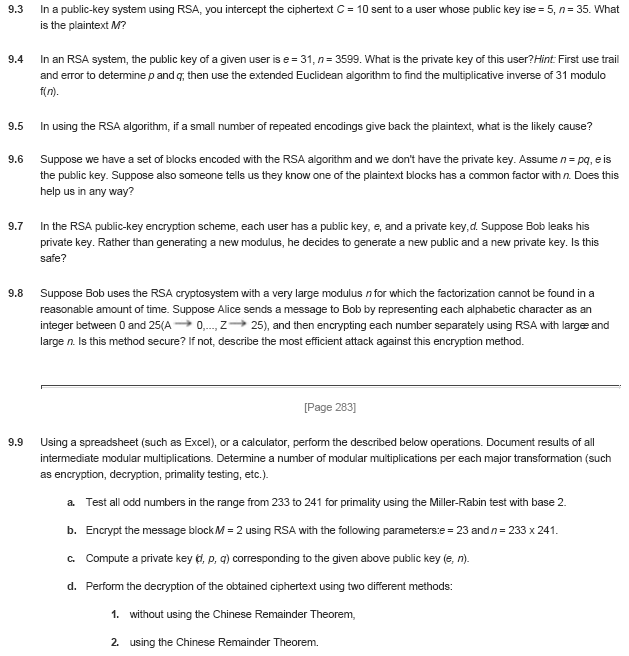 9.3 In a public-key system using RSA, you intercept the ciphertext C = 10 sent to a user whose public key ise = 5, n = 35. What
is the plaintext M?
9.4 In an RSA system, the public key of a given user is e = 31, n = 3599. What is the private key of this user?Hint: First use trail
and error to determine p and q; then use the extended Euclidean algorithm to find the multiplicative inverse of 31 modulo
f(n).
9.5 In using the RSA algorithm, if a small number of repeated encodings give back the plaintext, what is the likely cause?
9.6 Suppose we have a set of blocks encoded with the RSA algorithm and we don't have the private key. Assume n = pq, e is
the public key. Suppose also someone tells us they know one of the plaintext blocks has a common factor with n. Does this
help us in any way?
9.7 In the RSA public-key encryption scheme, each user has a public key, e, and a private key,d. Suppose Bob leaks his
private key. Rather than generating a new modulus, he decides to generate a new public and a new private key. Is this
safe?
9.8 Suppose Bob uses the RSA cryptosystem with a very large modulus n for which the factorization cannot be found in a
reasonable amount of time. Suppose Alice sends a message to Bob by representing each alphabetic character as an
integer between 0 and 25(A → 0,..., Z → 25), and then encrypting each number separately using RSA with large e and
large n. Is this method secure? If not, describe the most efficient attack against this encryption method.
[Page 283]
9.9 Using a spreadsheet (such as Excel), or a calculator, perform the described below operations. Document results of all
intermediate modular multiplications. Determine a number of modular multiplications per each major transformation (such
as encryption, decryption, primality testing, etc.).
a. Test all odd numbers in the range from 233 to 241 for primality using the Miller-Rabin test with base 2.
b. Encrypt the message block M = 2 using RSA with the following parameters:e = 23 and n = 233 x 241.
c. Compute a private key (d, p, q) corresponding to the given above public key (e, n).
d. Perform the decryption of the obtained ciphertext using two different methods:
1. without using the Chinese Remainder Theorem,
2. using the Chinese Remainder Theorem.